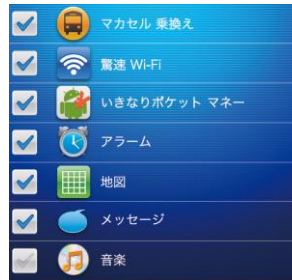 マカセル 乗換え
驚速 Wi-Fi
いきなりポケット マネー
アラーム
地図
メッセージ
音楽